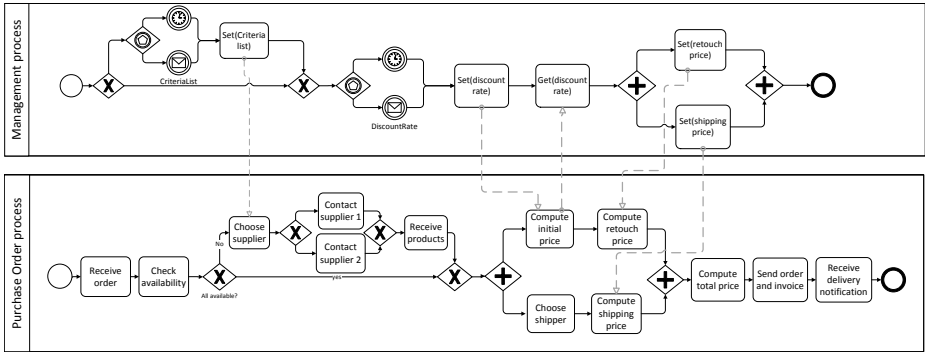 Management process
Set(Criteria
list)
CriteriaList
DiscountRate
Set(discount
rate)
Get(discount
rate)
Set(retouch
price)
Set(shipping
price)
Purchase Order process
Receive
order
Check
availability
All available?
No
yes
Choose
supplier
Contact
supplier 1
Contact
supplier 2
Receive
products
Compute
initial
price
Compute
retouch
price
Choose
shipper
Compute
shipping
price
Compute
total price
Send order
and invoice
Receive
delivery
notification